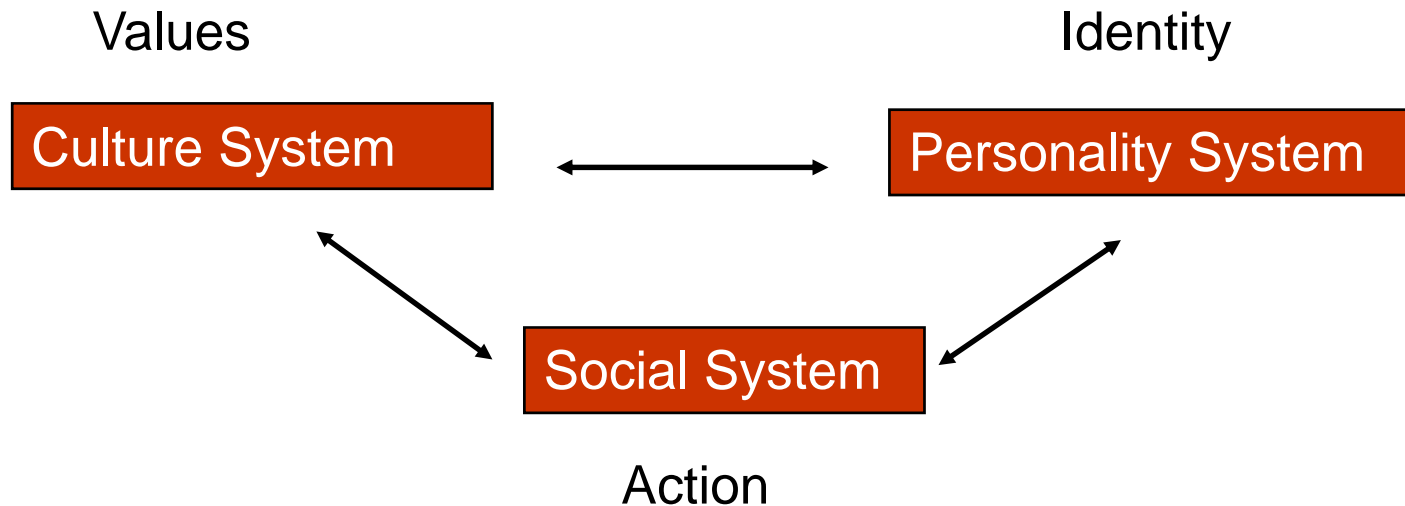 Values
Identity
Culture System
Personality System
Social System
Action